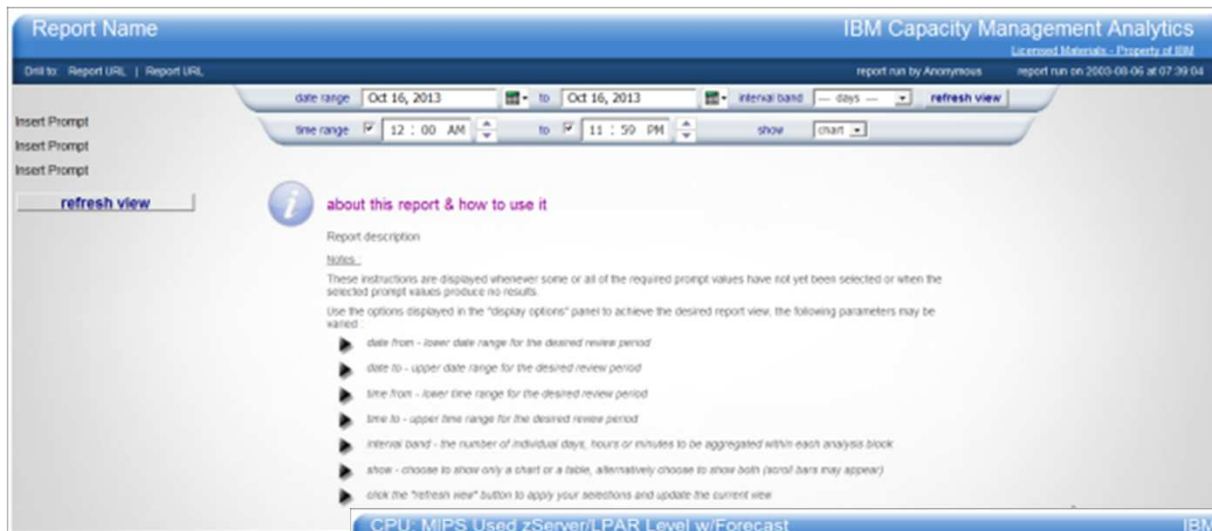 Report Name
IBM Capacity Management Analytics
Licensed Materials - Property of IBM
Drill to: Report URL | Report URL
report run by Anonymous
report run on 2003-08-06 at 07:39:04
date range Oct 16, 2013 to Oct 16, 2013 interval band --- days --- refresh view
Insert Prompt
time range 12 : 00 AM to 11 : 59 PM show chart
Insert Prompt
Insert Prompt
refresh view
about this report & how to use it
Report description
Notes :
These instructions are displayed whenever some or all of the required prompt values have not yet been selected or when the
selected prompt values produce no results.
Use the options displayed in the "display options" panel to achieve the desired report view, the following parameters may be
varied :
date from - lower date range for the desired review period
date to - upper date range for the desired review period
time from - lower time range for the desired review period
time to - upper time range for the desired review period
interval band - the number of individual days, hours or minutes to be aggregated within each analysis block
show - choose to show only a chart or a table, alternatively choose to show both (scroll bars may appear)
click the "refresh view" button to apply your selections and update the current view
CPU: MIPS Used zServer/LPAR Level w/Forecast
IBM